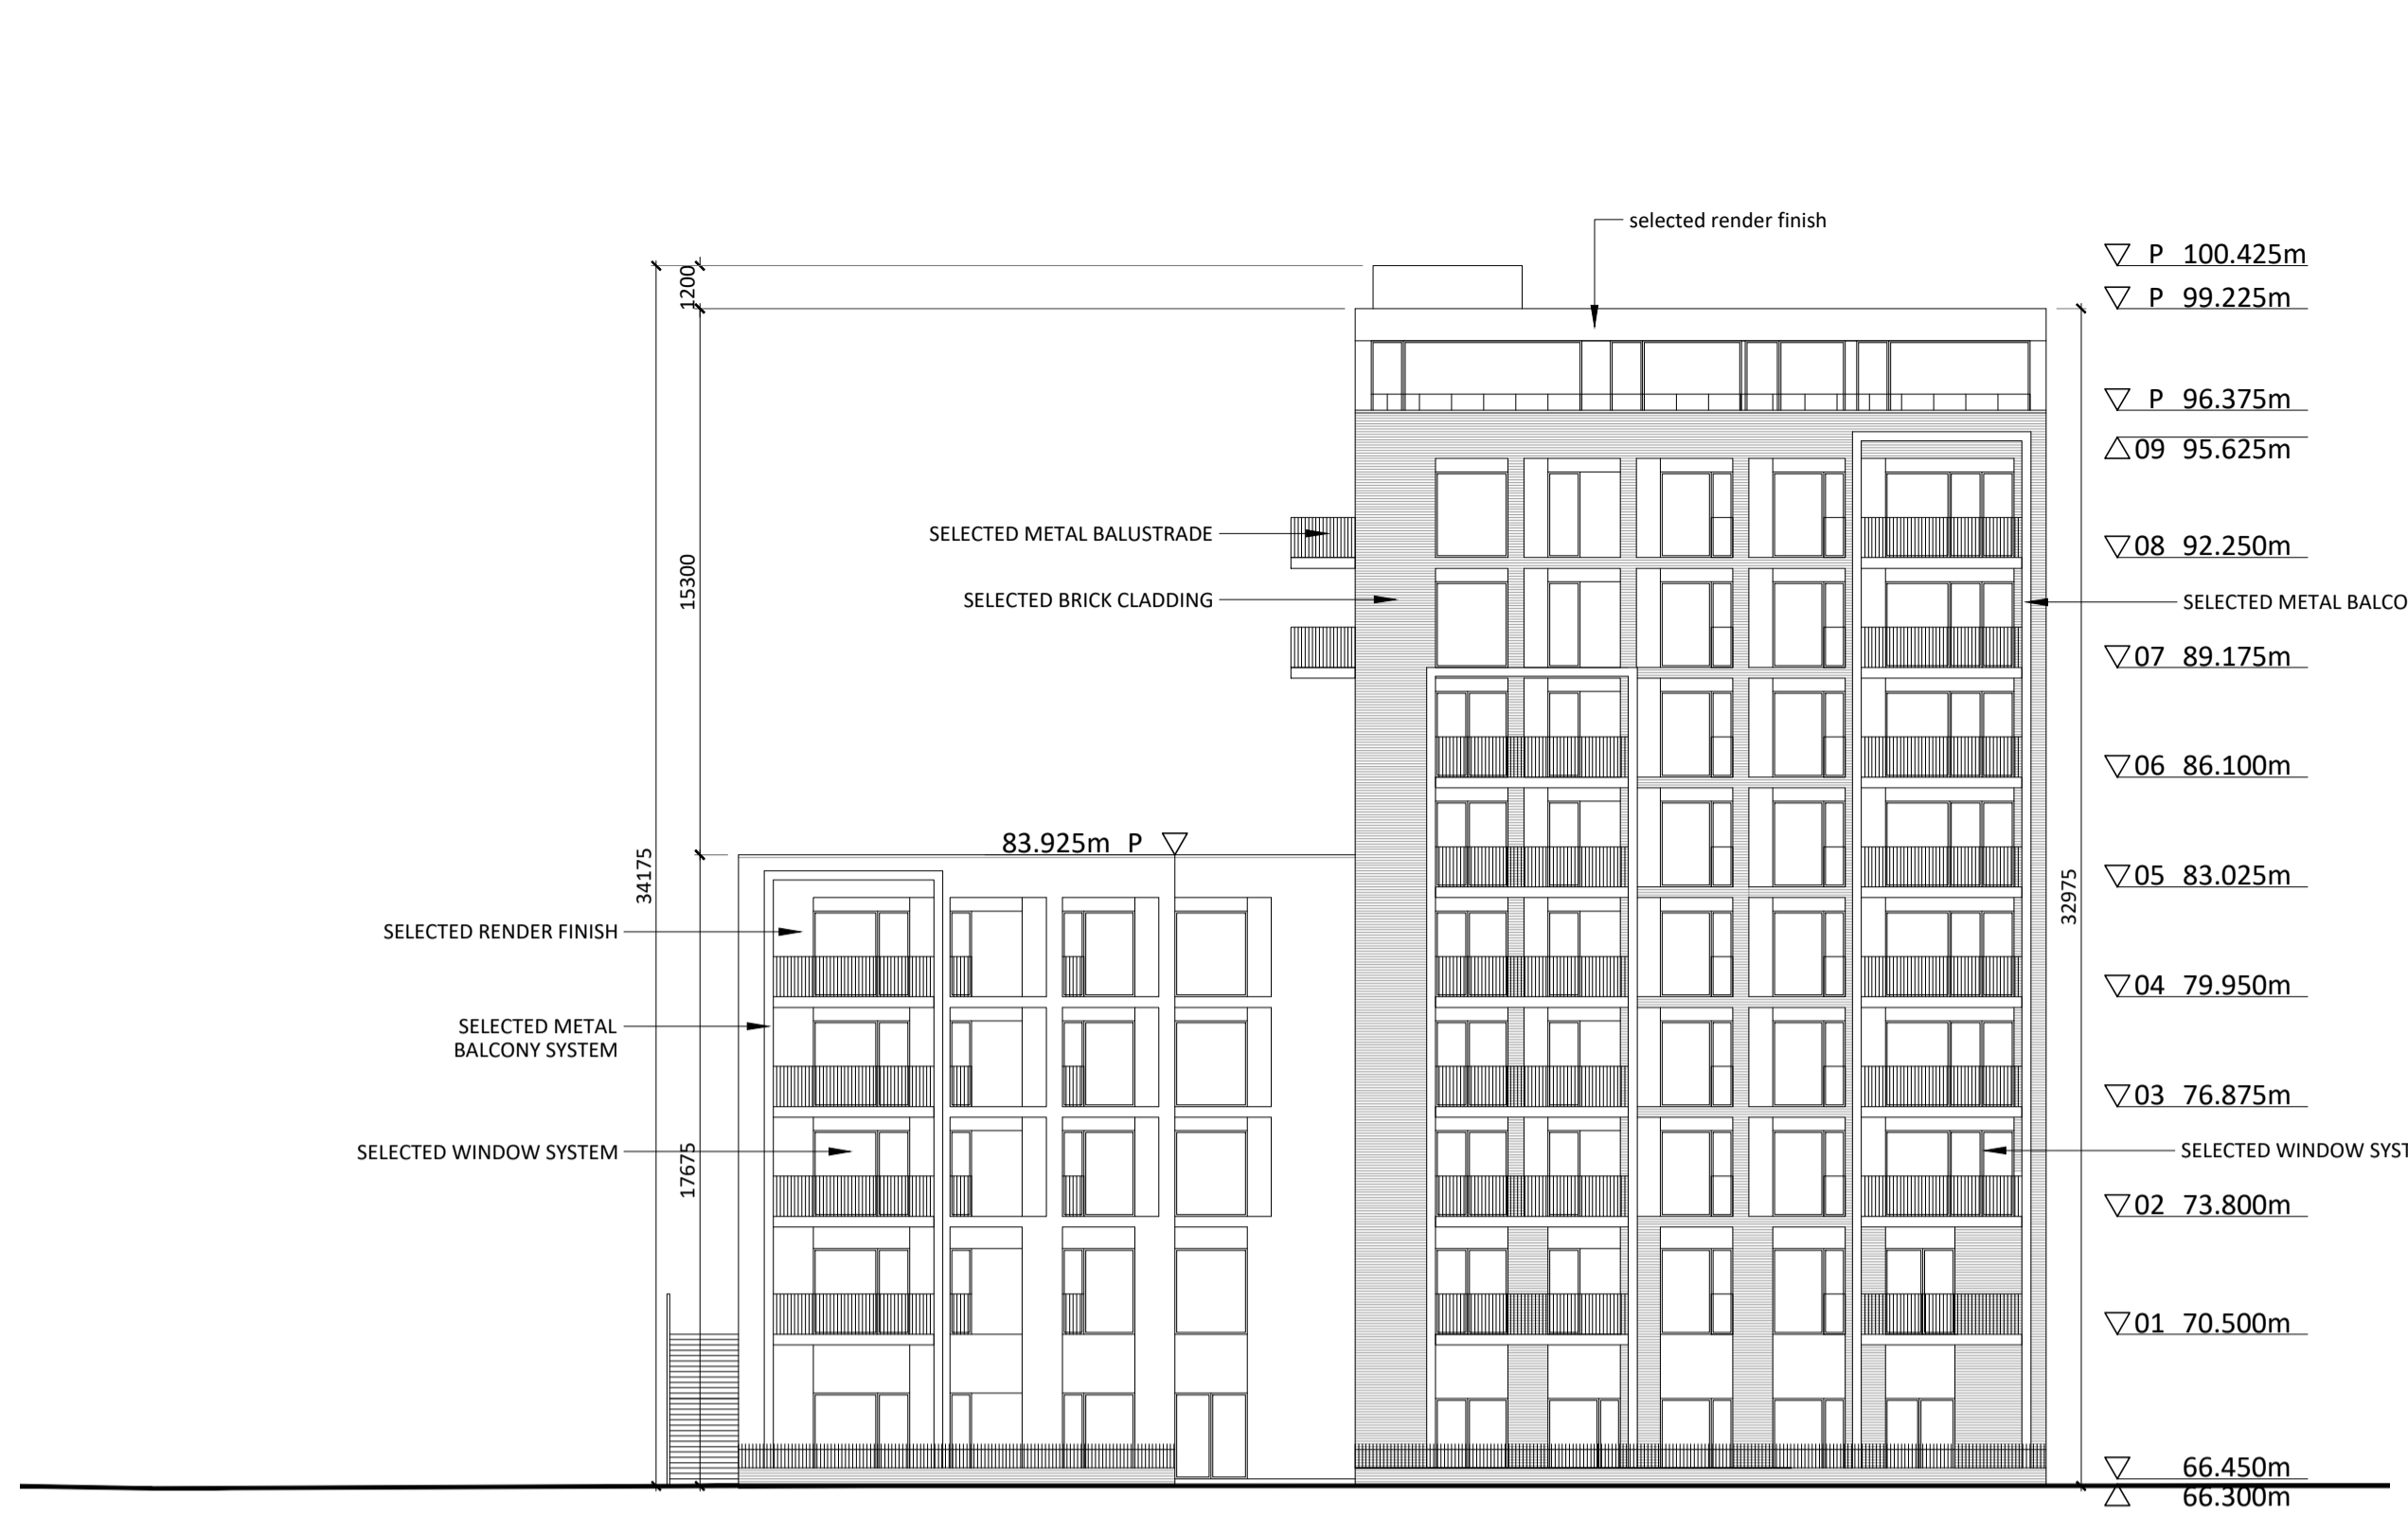 selected render finish
P 100.425m
1200
P 99.225m
P 96.375m
09 95.625m
SELECTED METAL BALUSTRADE
08 92.250m
15300
SELECTED BRICK CLADDING
SELECTED METAL BALCO
07 89.175m
06 86.100m
83.925m P
34175
05 83.025m
32975
SELECTED RENDER FINISH
04 79.950m
SELECTED METAL
BALCONY SYSTEM
03 76.875m
SELECTED WINDOW SYSTEM
17675
SELECTED WINDOW SYST
02 73.800m
01 70.500m
66.450m
66.300m